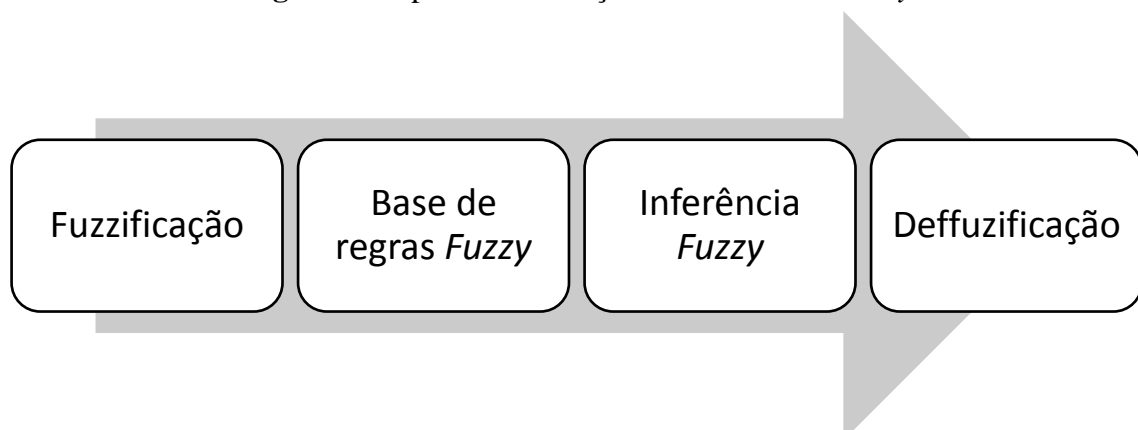 Fuzzificação
Base de
regras Fuzzy
Inferência
Fuzzy
Deffuzificação